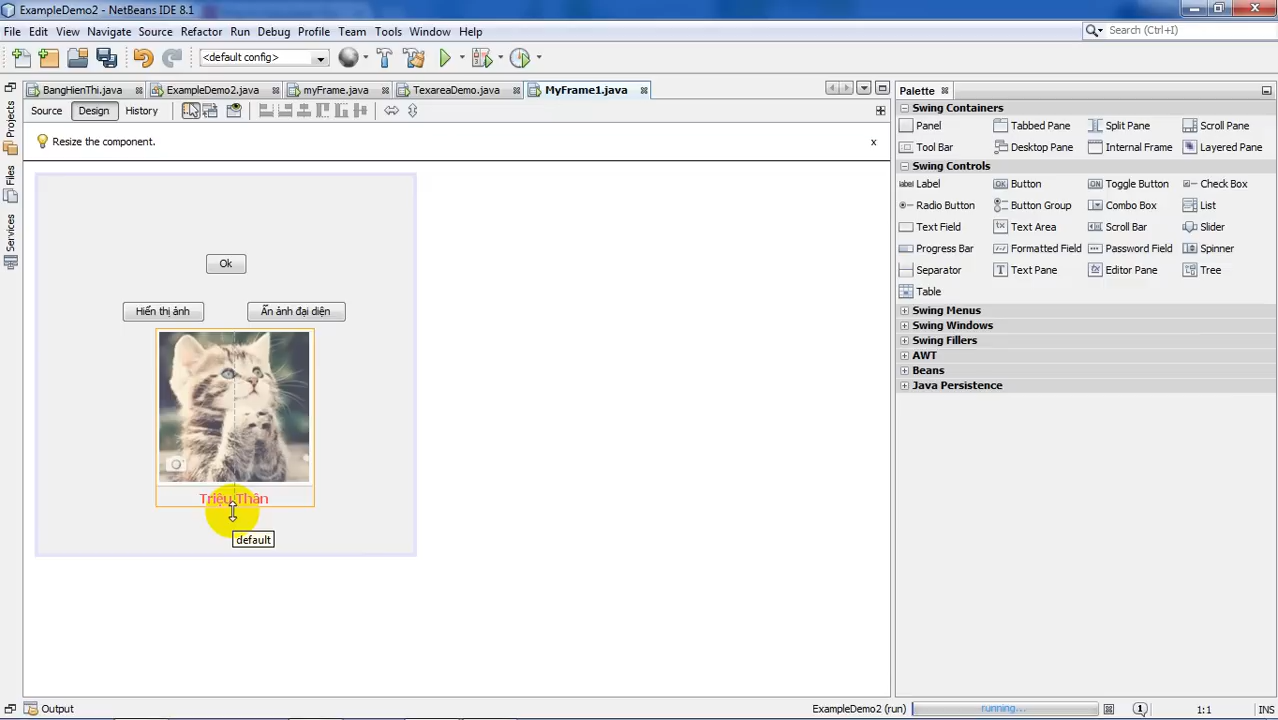 ExampleDemo2 - NetBeans IDE 8.1
File Edit View Navigate Source Refactor Run Debug Profile Team Tools Window Help
Search (Ctrl+I)
<default config>
BangHienThi.java ExampleDemo2.java myFrame.java TexareaDemo.java MyFrame1.java
Source Design History
Resize the component.
x
Ok
Hiển thị ảnh Ẩn ảnh đại diện
Triệu Thân
default
Projects
Files
Services
Palette
Swing Containers
Panel Tabbed Pane Split Pane Scroll Pane
Tool Bar Desktop Pane Internal Frame Layered Pane
Swing Controls
Label Button Toggle Button Check Box
Radio Button Button Group Combo Box List
Text Field Text Area Scroll Bar Slider
Progress Bar Formatted Field Password Field Spinner
Separator Text Pane Editor Pane Tree
Table
Swing Menus
Swing Windows
Swing Fillers
AWT
Beans
Java Persistence
Output ExampleDemo2 (run) running... 1:1 INS